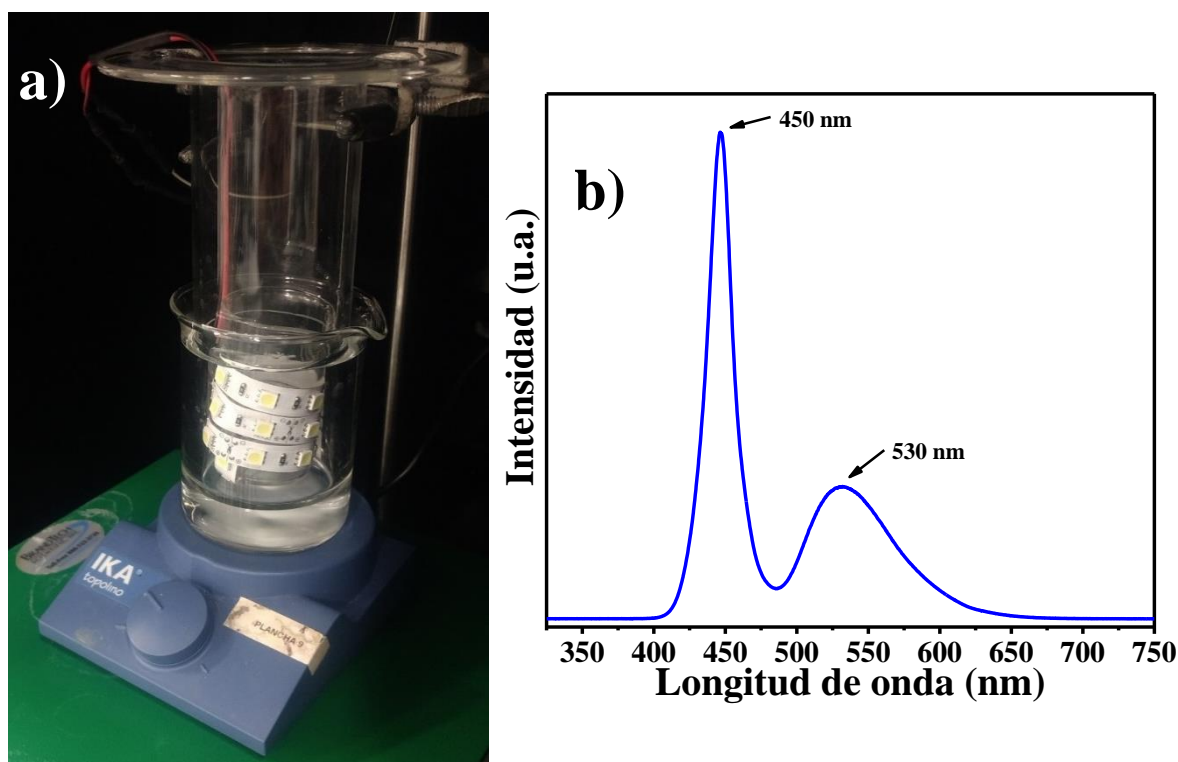 a)
IKA
topolino
PLANCHA 9
b)
450 nm
530 nm
Intensidad (u.a.)
350 400 450 500 550 600 650 700 750
Longitud de onda (nm)